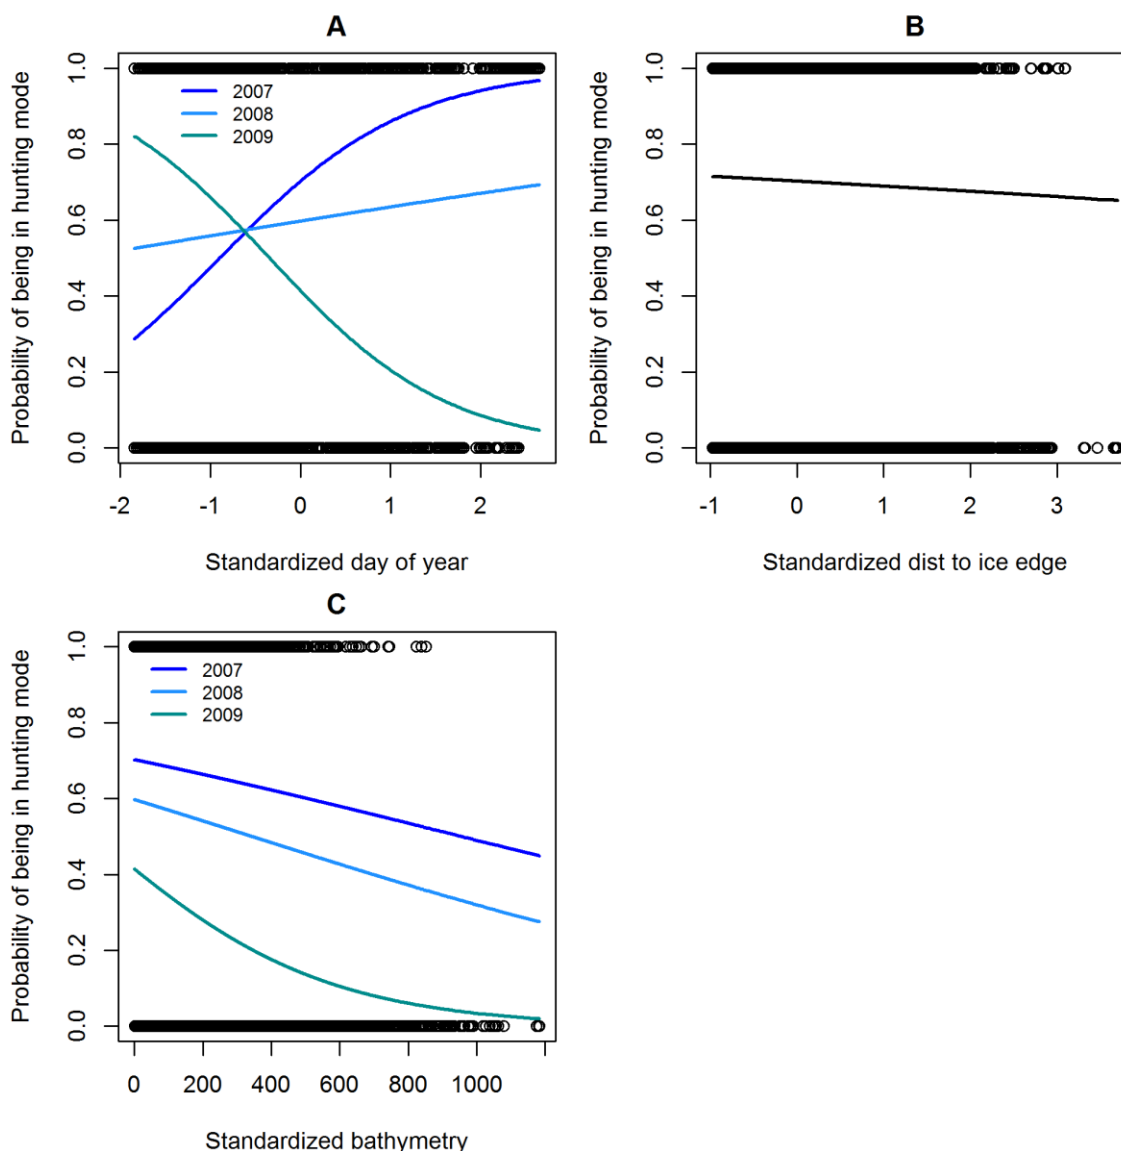 A
Probability of being in hunting mode
0.0 0.2 0.4 0.6 0.8 1.0
2007
2008
2009
-2 -1 0 1 2
Standardized day of year
B
Probability of being in hunting mode
0.0 0.2 0.4 0.6 0.8 1.0
-1 0 1 2 3
Standardized dist to ice edge
C
Probability of being in hunting mode
0.0 0.2 0.4 0.6 0.8 1.0
2007
2008
2009
0 200 400 600 800 1000
Standardized bathymetry